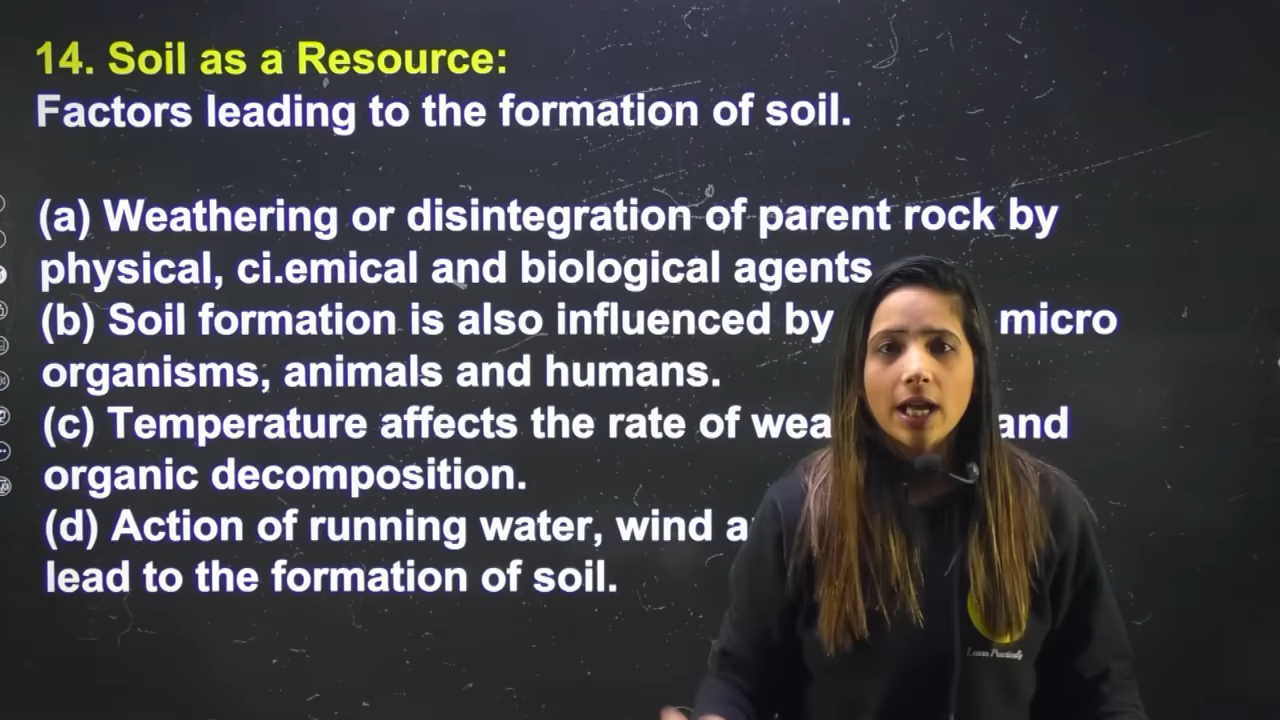 14. Soil as a Resource:
Factors leading to the formation of soil.
(a) Weathering or disintegration of parent rock by
physical, ci.emical and biological agents
(b) Soil formation is also influenced by micro
organisms, animals and humans.
(c) Temperature affects the rate of and
organic decomposition.
(d) Action of running water, wind
lead to the formation of soil.
Learn Practically